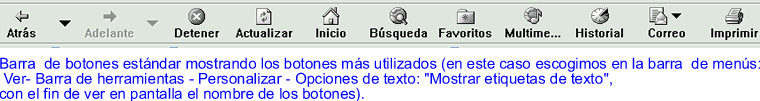 Atrás Adelante Detener Actualizar Inicio Búsqueda Favoritos Multime... Historial Correo Imprimir
Barra de botones estándar mostrando los botones más utilizados (en este caso escogimos en la barra de menús:
Ver- Barra de herramientas - Personalizar - Opciones de texto: "Mostrar etiquetas de texto",
con el fin de ver en pantalla el nombre de los botones).